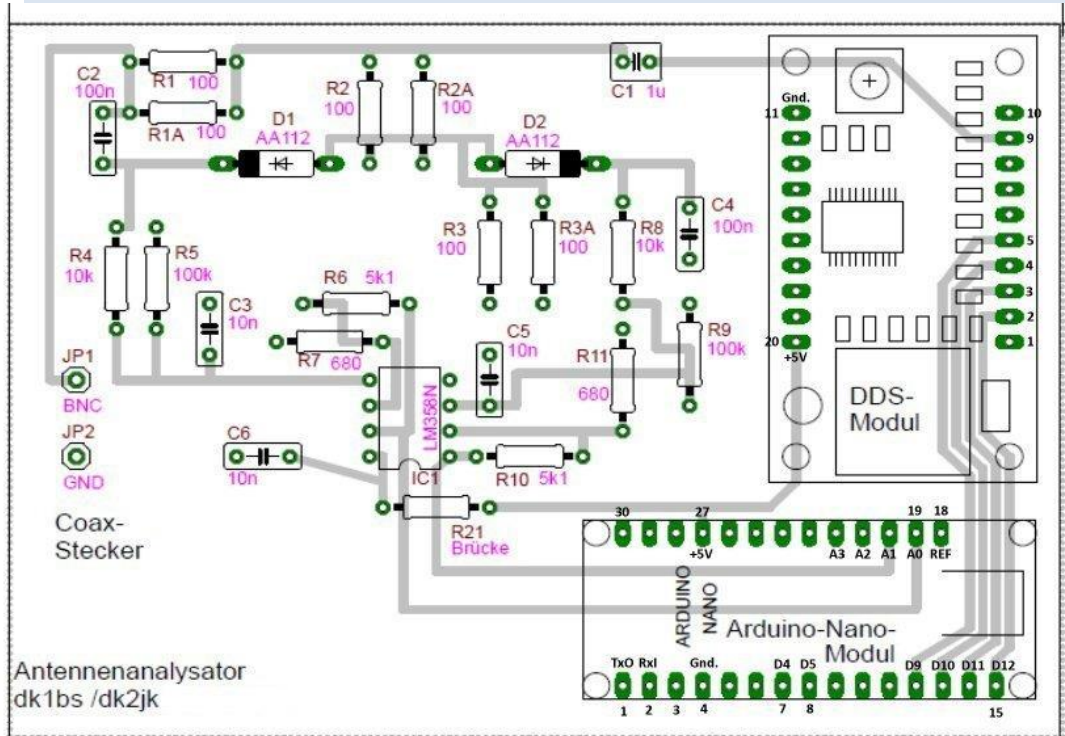 C2
100n
R1
100
R1A
100
D1
AA112
R2
100
R2A
100
D2
AA112
C1
1u
C4
100n
R3
100
R3A
100
R8
10k
R4
10k
R5
100k
C3
10n
R6
5k1
R7
680
C5
10n
R11
680
R9
100k
JP1
BNC
JP2
GND
C6
10n
LM358N
IC1
R10
5k1
R21
Brücke
Coax-
Stecker
Gnd.
11
10
9
5
4
3
2
1
20
+5V
DDS-
Modul
30
27
19
18
+5V
A3
A2
A1
A0
REF
ARDUINO
NANO
Arduino-Nano-
Modul
TxO
RxI
Gnd.
D4
D5
D9
D10
D11
D12
1
2
3
4
7
8
15
Antennenanalysator
dk1bs /dk2jk